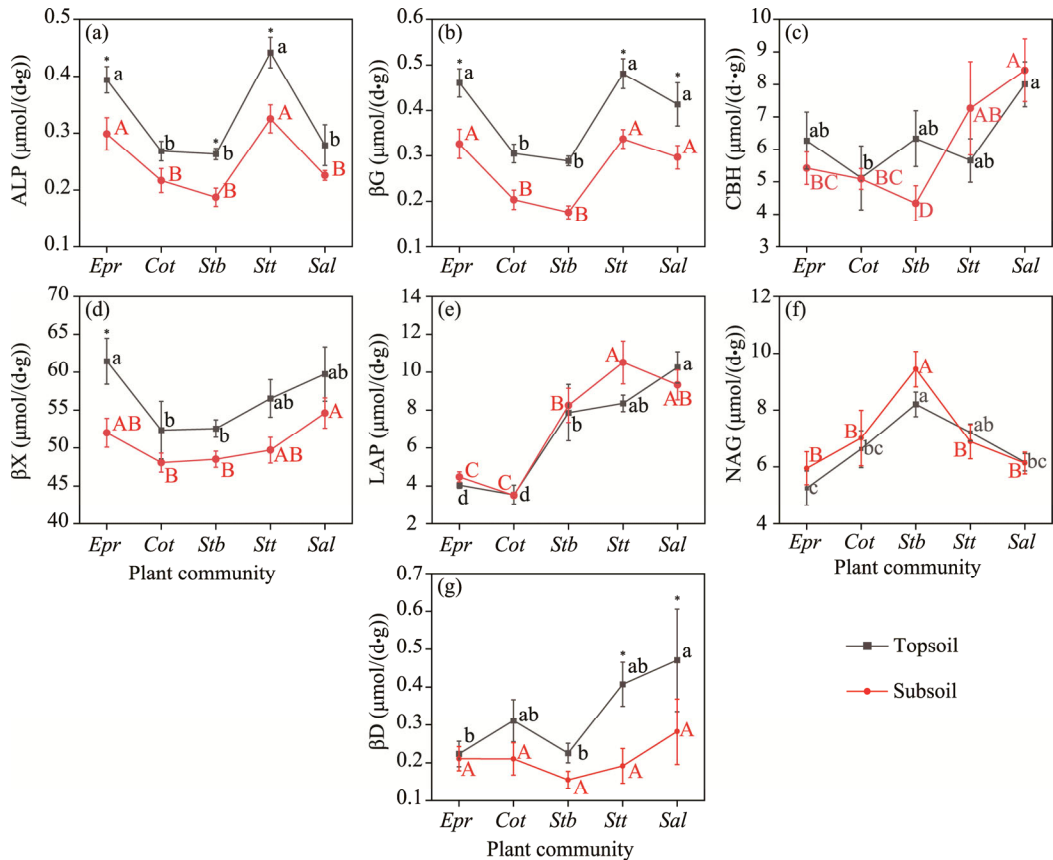 (a)
ALP (μmol/(d•g))
0.5
0.4
0.3
0.2
0.1
* a
b
* b
* a
b
A
B
B
A
B
Epr Cot Stb Stt Sal
(b)
βG (μmol/(d•g))
0.6
0.5
0.4
0.3
0.2
0.1
* a
b
b
* a
* a
A
B
B
A
A
Epr Cot Stb Stt Sal
(c)
CBH (μmol/(d·•g))
10
9
8
7
6
5
4
3
ab
b
ab
ab
a
BC
BC
D
AB
A
Epr Cot Stb Stt Sal
(d)
βX (μmol/(d•g))
70
65
60
55
50
45
40
* a
b
b
ab
ab
AB
B
B
AB
A
Epr Cot Stb Stt Sal
Plant community
(e)
LAP (μmol/(d•g))
14
12
10
8
6
4
2
C
C
B
A
AB
d
d
b
ab
a
Epr Cot Stb Stt Sal
(f)
NAG (μmol/(d•g))
12
10
8
6
4
B
B
A
B
B
c
bc
a
ab
bc
Epr Cot Stb Stt Sal
Plant community
(g)
βD (μmol/(d•g))
0.7
0.6
0.5
0.4
0.3
0.2
0.1
b
ab
b
* ab
* a
A
A
A
A
A
Epr Cot Stb Stt Sal
Plant community
Topsoil
Subsoil